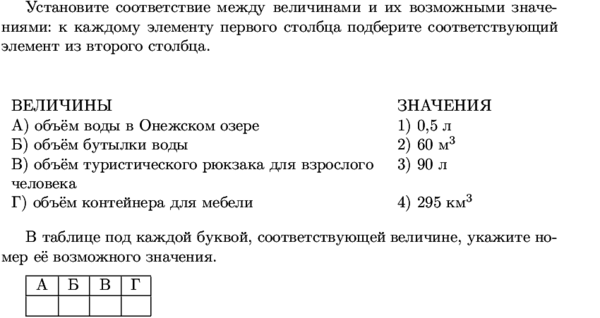 Установите соответствие между величинами и их возможными значе-
ниями: к каждому элементу первого столбца подберите соответствующий
элемент из второго столбца.
ВЕЛИЧИНЫ ЗНАЧЕНИЯ
А) объём воды в Онежском озере 1) 0,5 л
Б) объём бутылки воды 2) 60 м³
В) объём туристического рюкзака для взрослого 3) 90 л
человека
Г) объём контейнера для мебели 4) 295 км³
В таблице под каждой буквой, соответствующей величине, укажите но-
мер её возможного значения.
А Б В Г